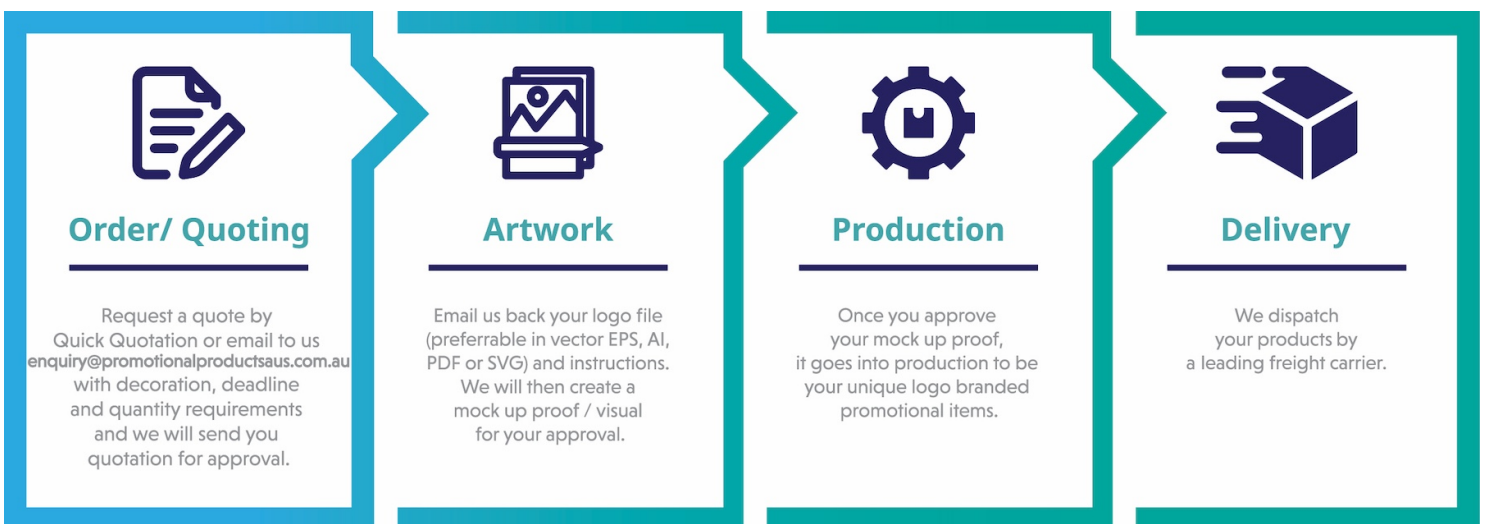 Order/ Quoting
Request a quote by
Quick Quotation or email to us
enquiry@promotionalproductsaus.com.au
with decoration, deadline
and quantity requirements
and we will send you
quotation for approval.
Artwork
Email us back your logo file
(preferrable in vector EPS, AI,
PDF or SVG) and instructions.
We will then create a
mock up proof / visual
for your approval.
Production
Once you approve
your mock up proof,
it goes into production to be
your unique logo branded
promotional items.
Delivery
We dispatch
your products by
a leading freight carrier.